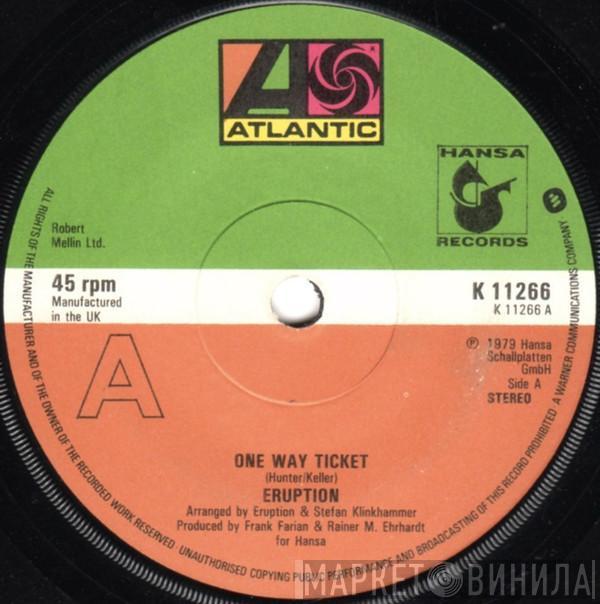 ATLANTIC
HANSA
RECORDS
Robert
Mellin Ltd.
45 rpm
Manufactured
in the UK
K 11266
K 11266 A
℗ 1979 Hansa
Schallplatten
GmbH
Side A
STEREO
A
ONE WAY TICKET
(Hunter/Keller)
ERUPTION
Arranged by Eruption & Stefan Klinkhammer
Produced by Frank Farian & Rainer M. Ehrhardt
for Hansa
ALL RIGHTS OF THE MANUFACTURER AND OF THE OWNER OF THE RECORDED WORK RESERVED. UNAUTHORISED COPYING PUBLIC PERFORMANCE AND BROADCASTING OF THIS RECORD PROHIBITED. A WARNER COMMUNICATIONS COMPANY
МАРКЕТ ВИНИЛА